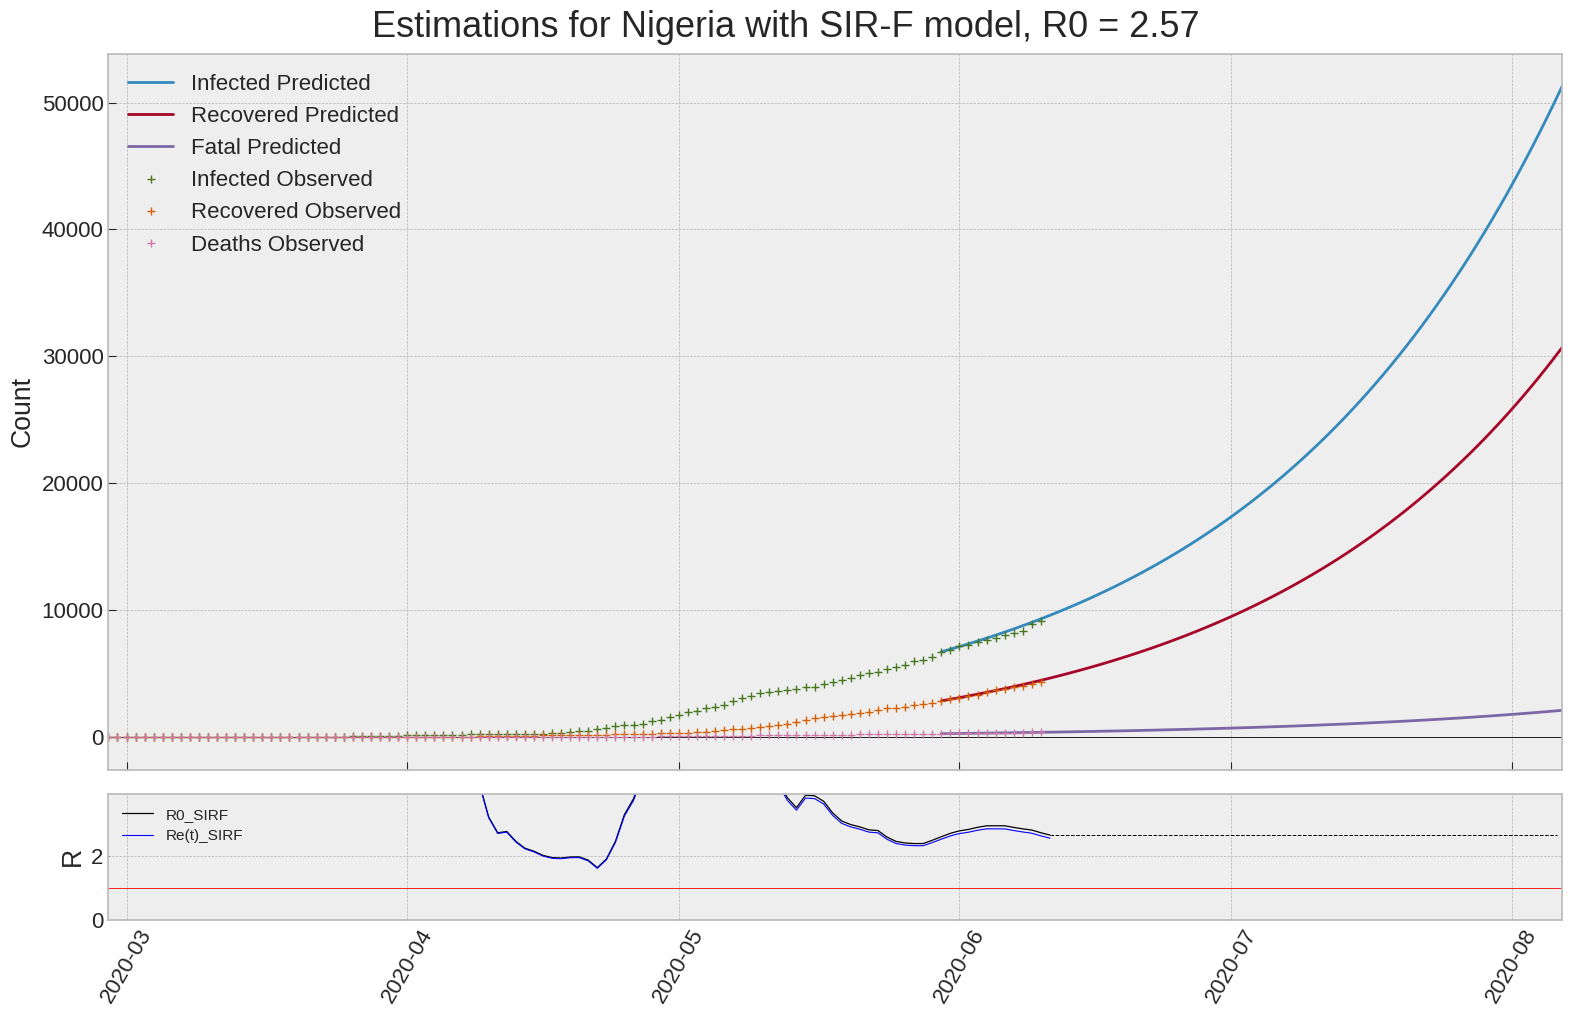 Estimations for Nigeria with SIR-F model, R0 = 2.57
Infected Predicted
Recovered Predicted
Fatal Predicted
Infected Observed
Recovered Observed
Deaths Observed
50000
40000
30000
20000
10000
0
Count
R0_SIRF
Re(t)_SIRF
2
0
R
2020-03
2020-04
2020-05
2020-06
2020-07
2020-08